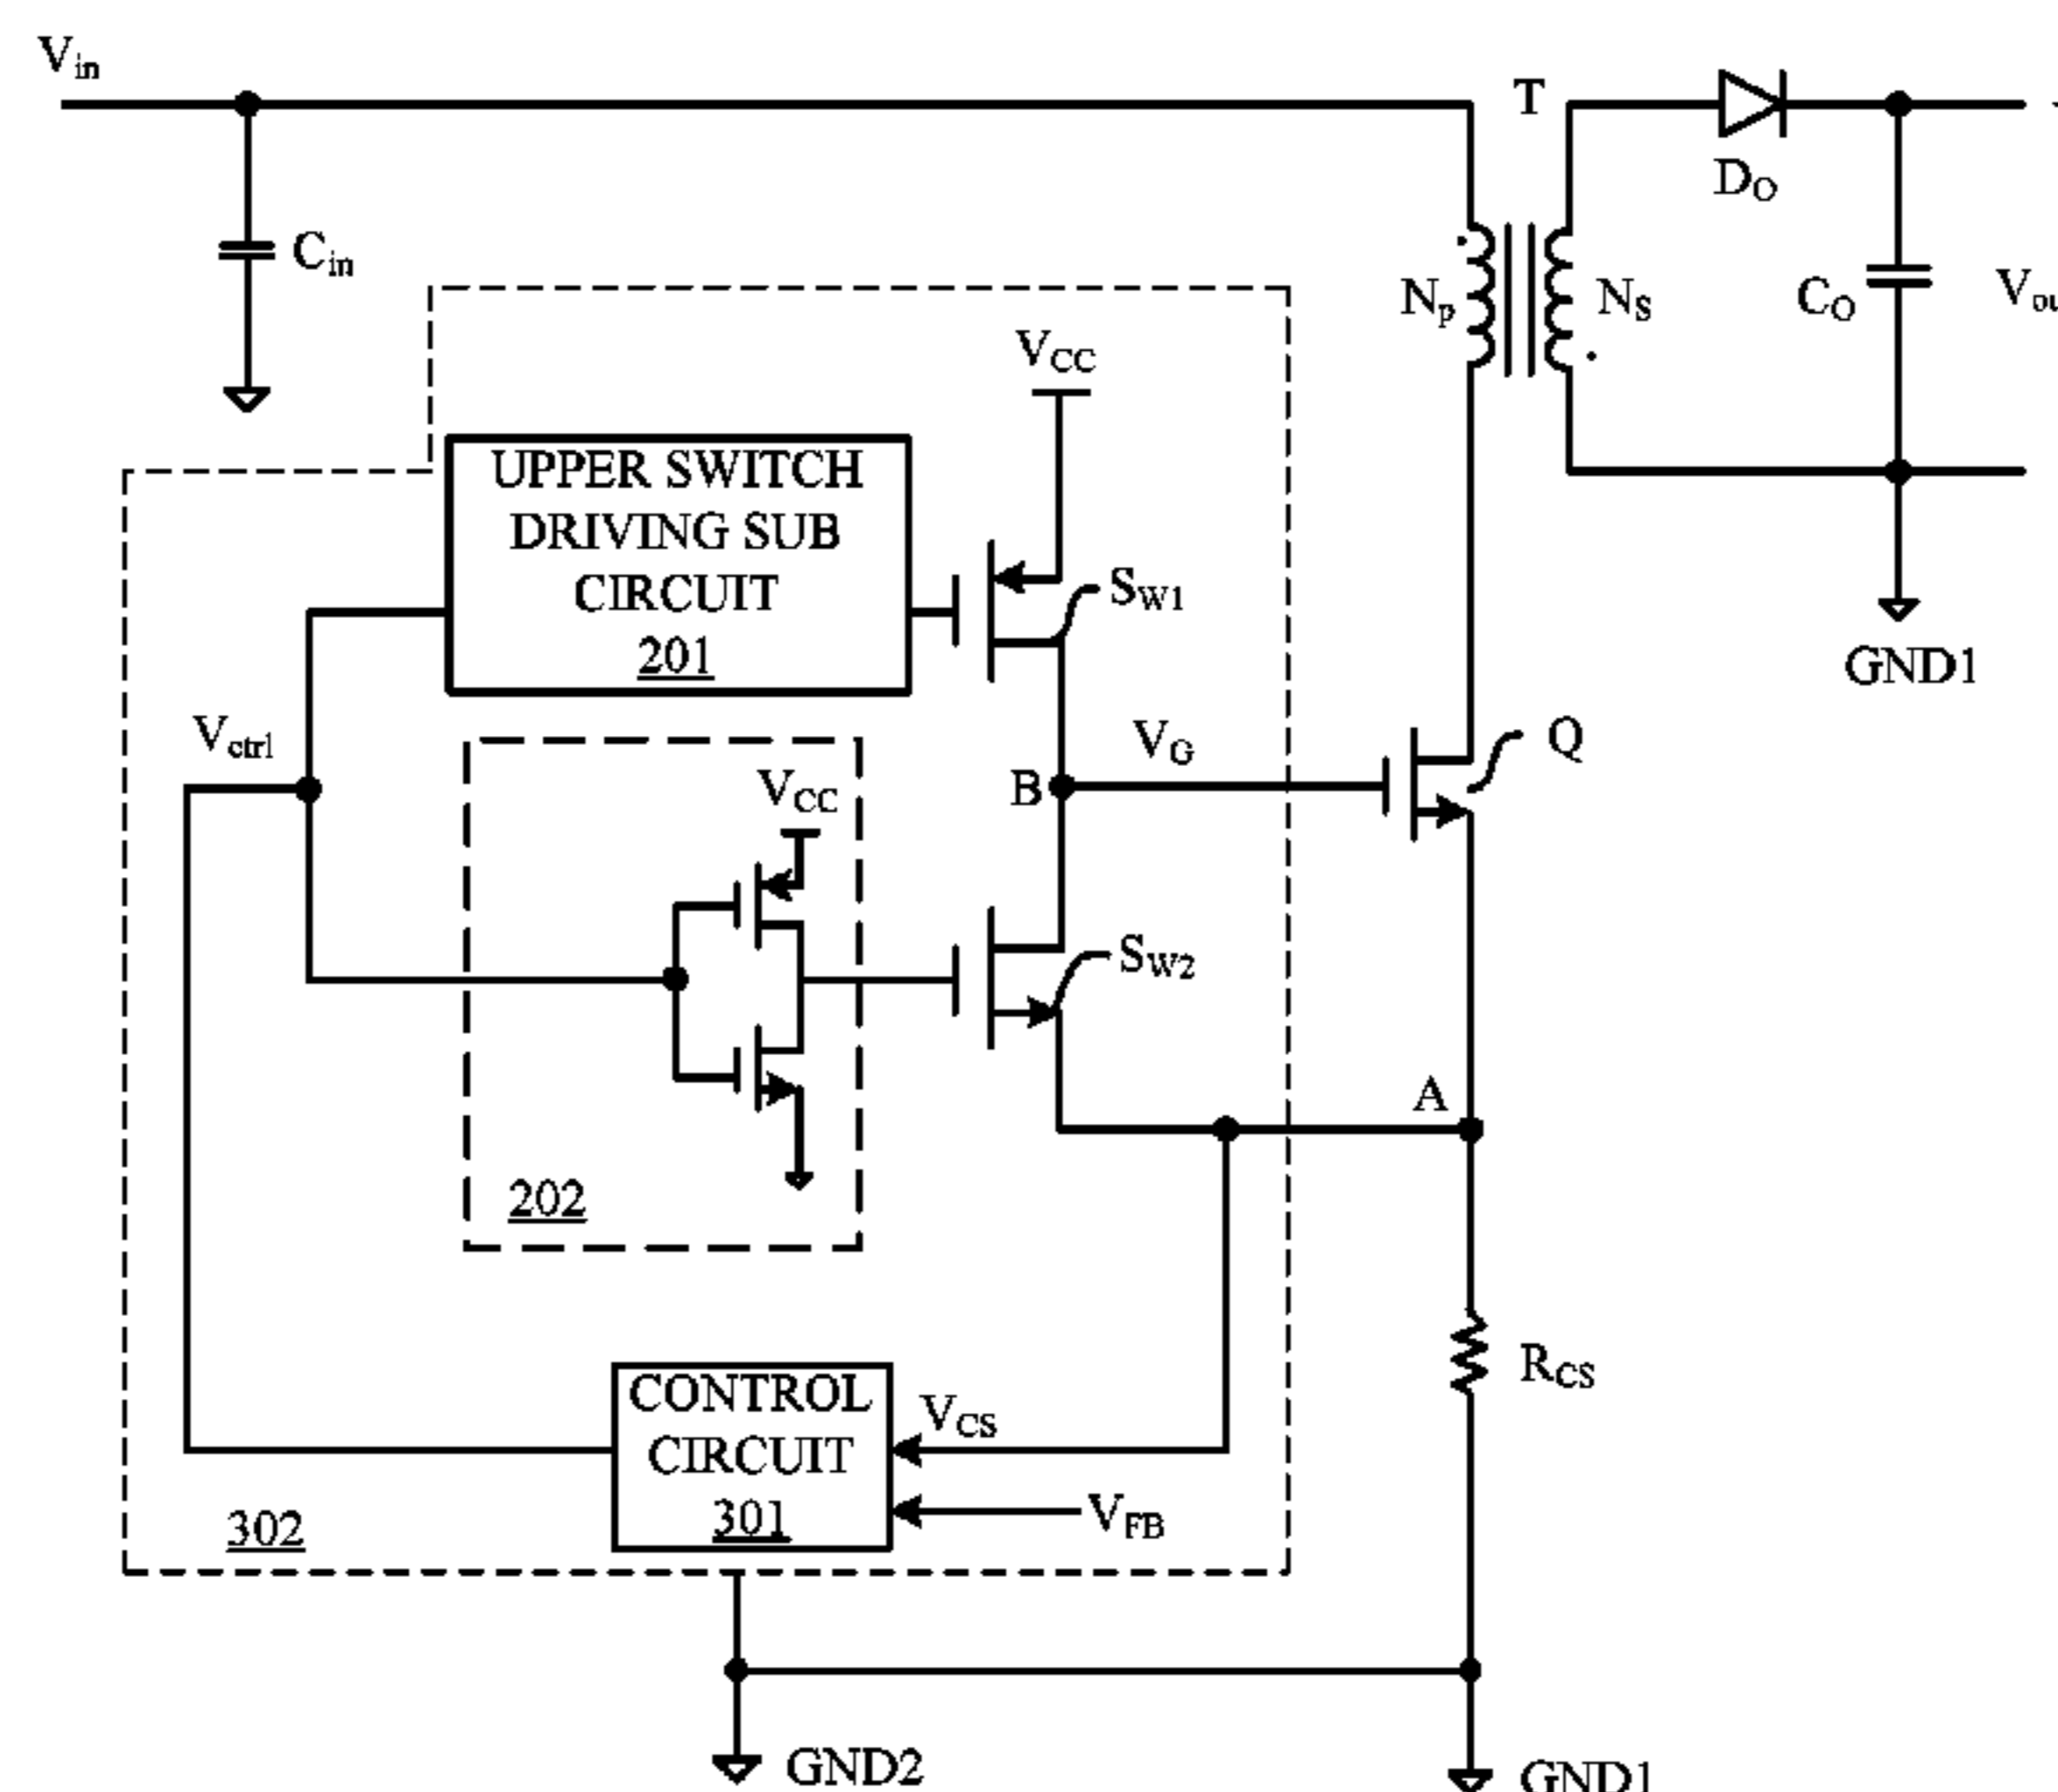 Vin
T
DO
Cin
Np
NS
CO
VCC
UPPER SWITCH
DRIVING SUB
CIRCUIT
201
SW1
GND1
Vctrl
VG
Q
B
VCC
SW2
A
202
RCS
CONTROL
CIRCUIT
301
VCS
VFB
302
GND2
GND1